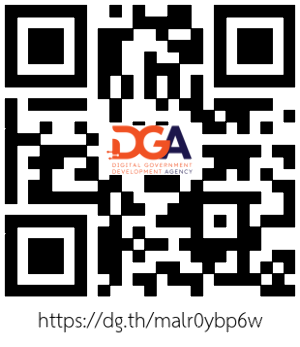 DGA
DIGITAL GOVERNMENT
DEVELOPMENT AGENCY
https://dg.th/malr0ybp6w